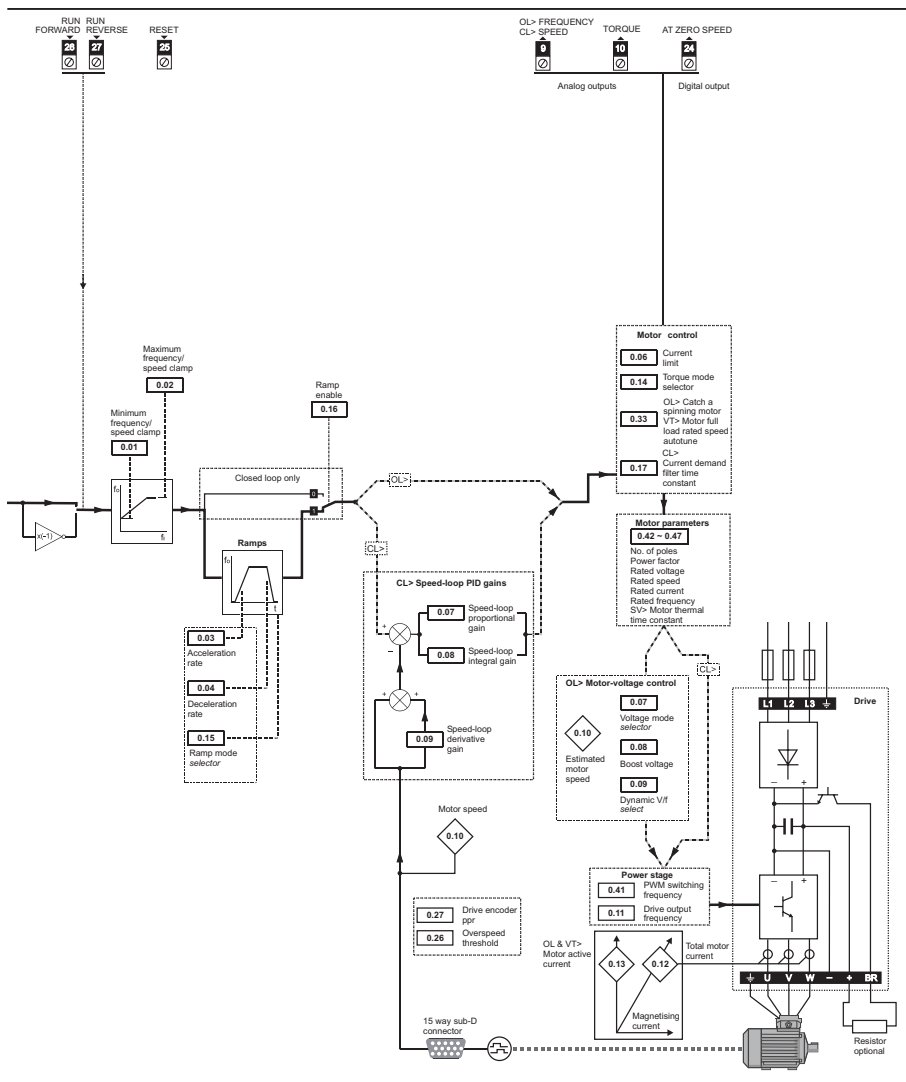 RUN FORWARD
RUN REVERSE
RESET
26
27
25
OL> FREQUENCY
CL> SPEED
TORQUE
AT ZERO SPEED
9
10
24
Analog outputs
Digital output
Maximum
frequency/
speed clamp
0.02
Minimum
frequency/
speed clamp
0.01
Ramp
enable
0.16
Closed loop only
0
1
x(-1)
OL>
CL>
Ramps
t
0.03
Acceleration
rate
0.04
Deceleration
rate
0.15
Ramp mode
selector
CL> Speed-loop PID gains
0.07
Speed-loop
proportional
gain
0.08
Speed-loop
integral gain
+
−
+
+
0.09
Speed-loop
derivative
gain
Motor speed
0.10
0.27
Drive encoder
ppr
0.26
Overspeed
threshold
15 way sub-D
connector
Motor control
0.06
Current
limit
0.14
Torque mode
selector
0.33
OL> Catch a
spinning motor
VT> Motor full
load rated speed
autotune
0.17
CL>
Current demand
filter time
constant
Motor parameters
0.42 ~ 0.47
No. of poles
Power factor
Rated voltage
Rated speed
Rated current
Rated frequency
SV> Motor thermal
time constant
CL>
OL> Motor-voltage control
0.10
Estimated
motor
speed
0.07
Voltage mode
selector
0.08
Boost voltage
0.09
Dynamic V/f
select
Power stage
0.41
PWM switching
frequency
0.11
Drive output
frequency
OL & VT>
Motor active
current
0.13
0.12
Total motor
current
Magnetising
current
L1 L2 L3
Drive
− +
− +
U V W − + BR
Resistor
optional